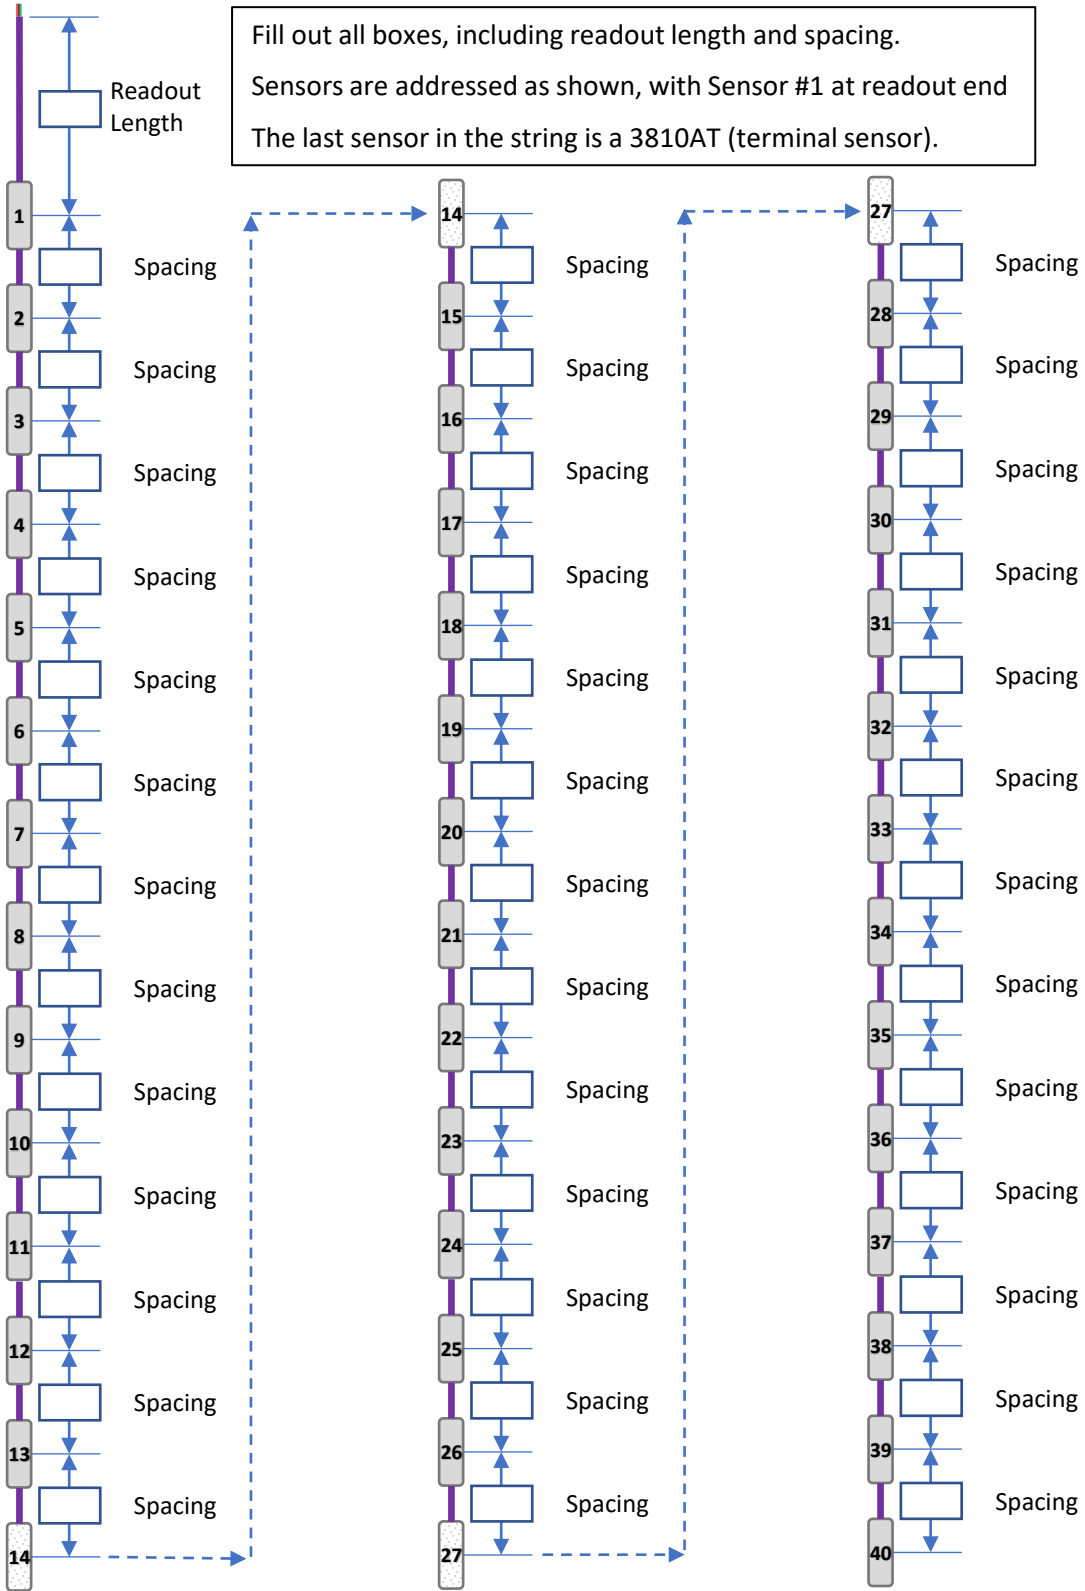 Fill out all boxes, including readout length and spacing.
Sensors are addressed as shown, with Sensor #1 at readout end
The last sensor in the string is a 3810AT (terminal sensor).
Readout
Length
1
Spacing
2
Spacing
3
Spacing
4
Spacing
5
Spacing
6
Spacing
7
Spacing
8
Spacing
9
Spacing
10
Spacing
11
Spacing
12
Spacing
13
Spacing
14
14
Spacing
15
Spacing
16
Spacing
17
Spacing
18
Spacing
19
Spacing
20
Spacing
21
Spacing
22
Spacing
23
Spacing
24
Spacing
25
Spacing
26
Spacing
27
27
Spacing
28
Spacing
29
Spacing
30
Spacing
31
Spacing
32
Spacing
33
Spacing
34
Spacing
35
Spacing
36
Spacing
37
Spacing
38
Spacing
39
Spacing
40